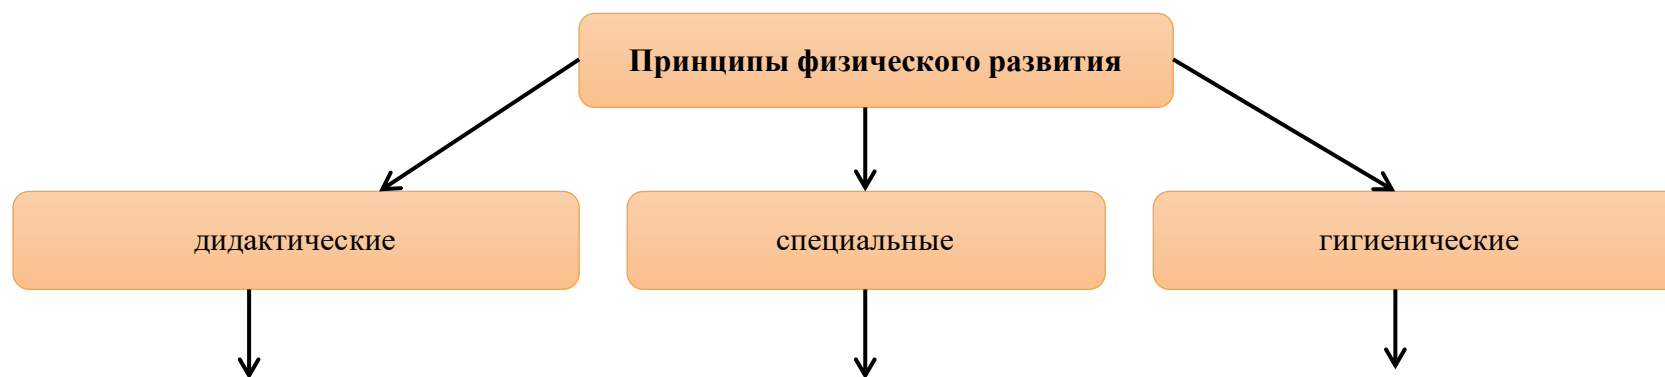 Принципы физического развития
дидактические
специальные
гигиенические